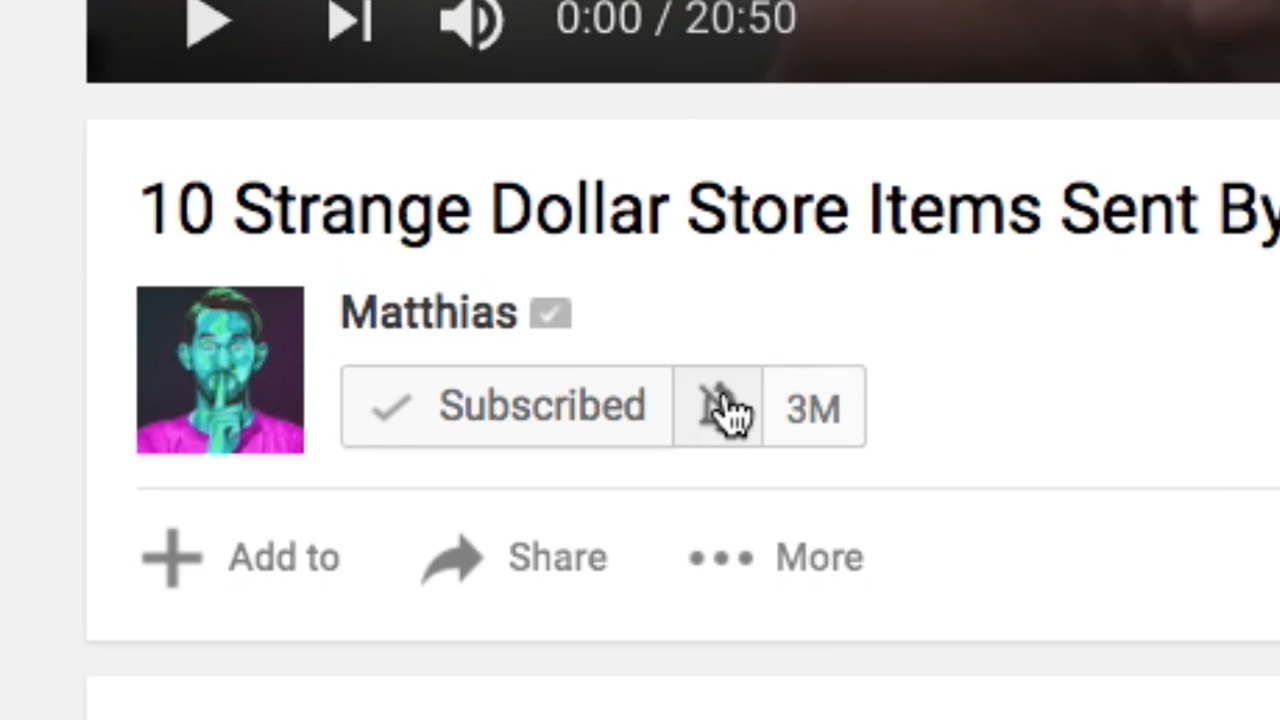 0:00 / 20:50
10 Strange Dollar Store Items Sent By
Matthias
Subscribed 3M
Add to Share More